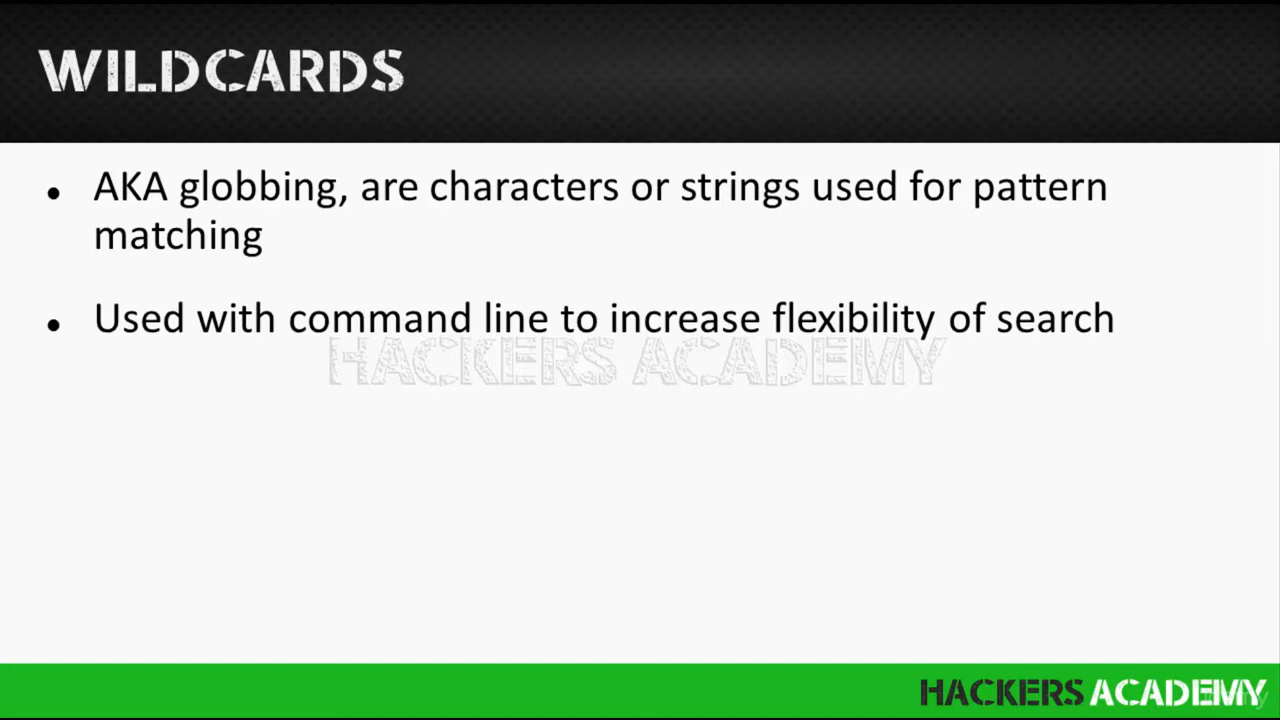 WILDCARDS
AKA globbing, are characters or strings used for pattern
matching
Used with command line to increase flexibility of search
HACKERS ACADEMY
HACKERS ACADEMY